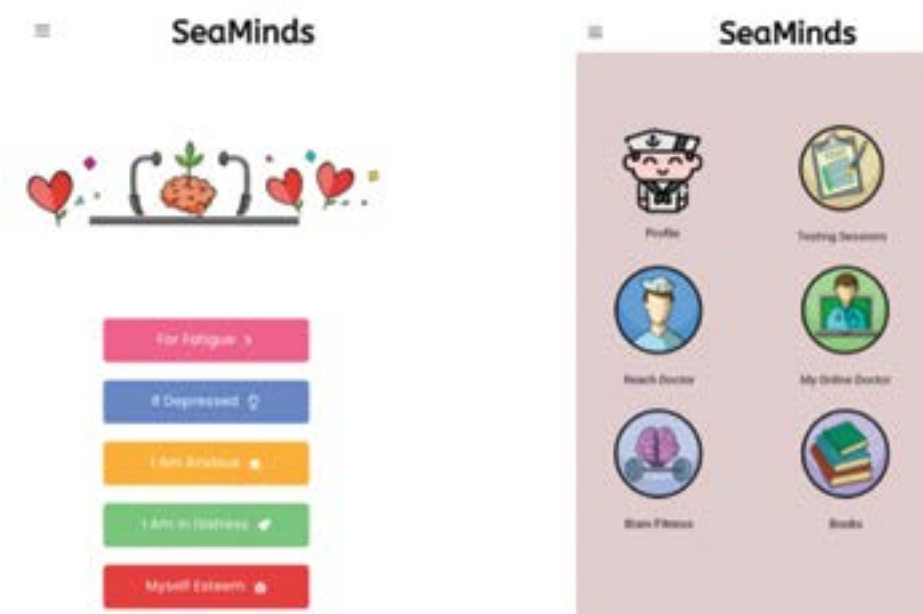 SeaMinds
For Fatigue
If Depressed
I Am Anxious
I Am in Distress
Myself Esteem
SeaMinds
Profile
Testing Sessions
Reach Doctor
My Online Doctor
Brain Fitness
Books